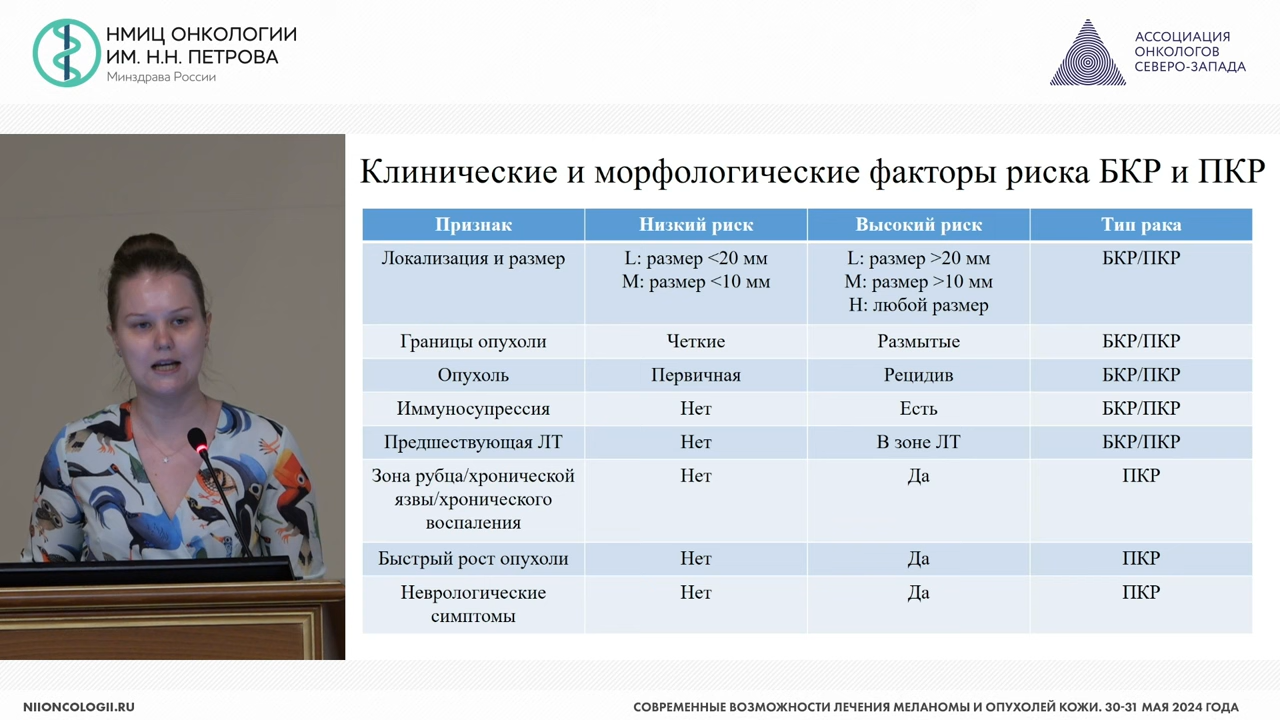 НМИЦ ОНКОЛОГИИ
ИМ. Н.Н. ПЕТРОВА
Минздрава России
АССОЦИАЦИЯ
ОНКОЛОГОВ
СЕВЕРО-ЗАПАДА
Клинические и морфологические факторы риска БКР и ПКР
Признак Низкий риск Высокий риск Тип рака
Локализация и размер L: размер <20 мм L: размер >20 мм БКР/ПКР
M: размер <10 мм M: размер >10 мм
H: любой размер
Границы опухоли Четкие Размытые БКР/ПКР
Опухоль Первичная Рецидив БКР/ПКР
Иммуносупрессия Нет Есть БКР/ПКР
Предшествующая ЛТ Нет В зоне ЛТ БКР/ПКР
Зона рубца/хронической Нет Да ПКР
язвы/хронического
воспаления
Быстрый рост опухоли Нет Да ПКР
Неврологические Нет Да ПКР
симптомы
NIIONCOLOGII.RU
СОВРЕМЕННЫЕ ВОЗМОЖНОСТИ ЛЕЧЕНИЯ МЕЛАНОМЫ И ОПУХОЛЕЙ КОЖИ. 30-31 МАЯ 2024 ГОДА